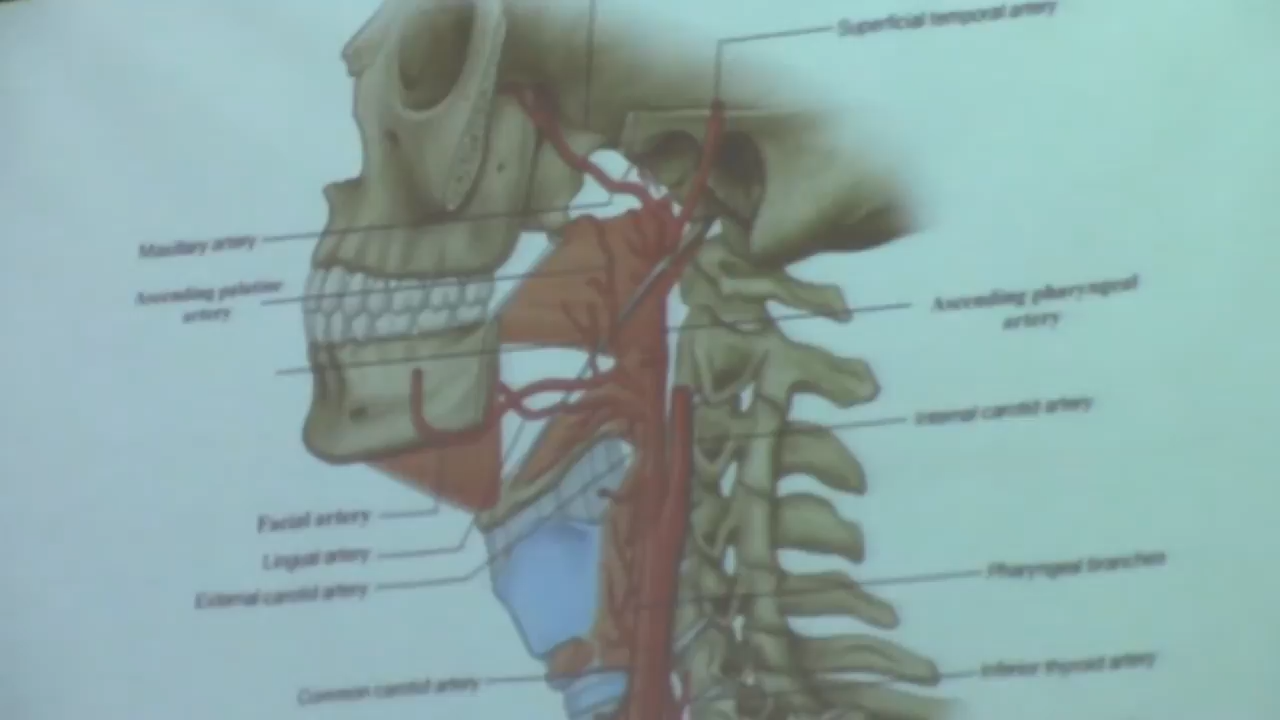 Superficial temporal artery
Maxillary artery
Ascending palatine
artery
Ascending pharyngeal
artery
Internal carotid artery
Facial artery
Lingual artery
External carotid artery
Pharyngeal branches
Inferior thyroid artery
Common carotid artery